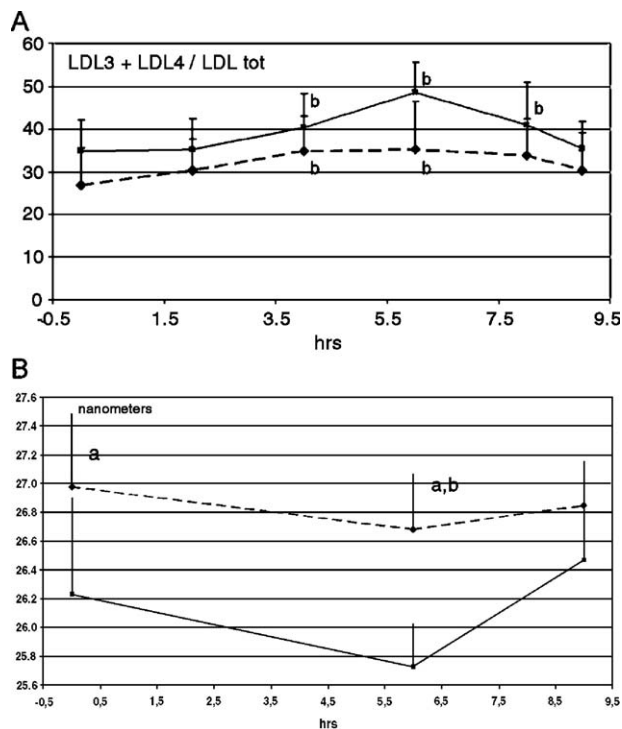 A
LDL3 + LDL4 / LDL tot
60
50
40
30
20
10
0
b
b
b
b
b
-0.5 1.5 3.5 5.5 7.5 9.5
hrs
B
nanometers
27.6
27.4
27.2
27.0
26.8
26.6
26.4
26.2
26.0
25.8
25.6
a
a,b
-0,5 0,5 1,5 2,5 3,5 4,5 5,5 6,5 7,5 8,5 9,5
hrs